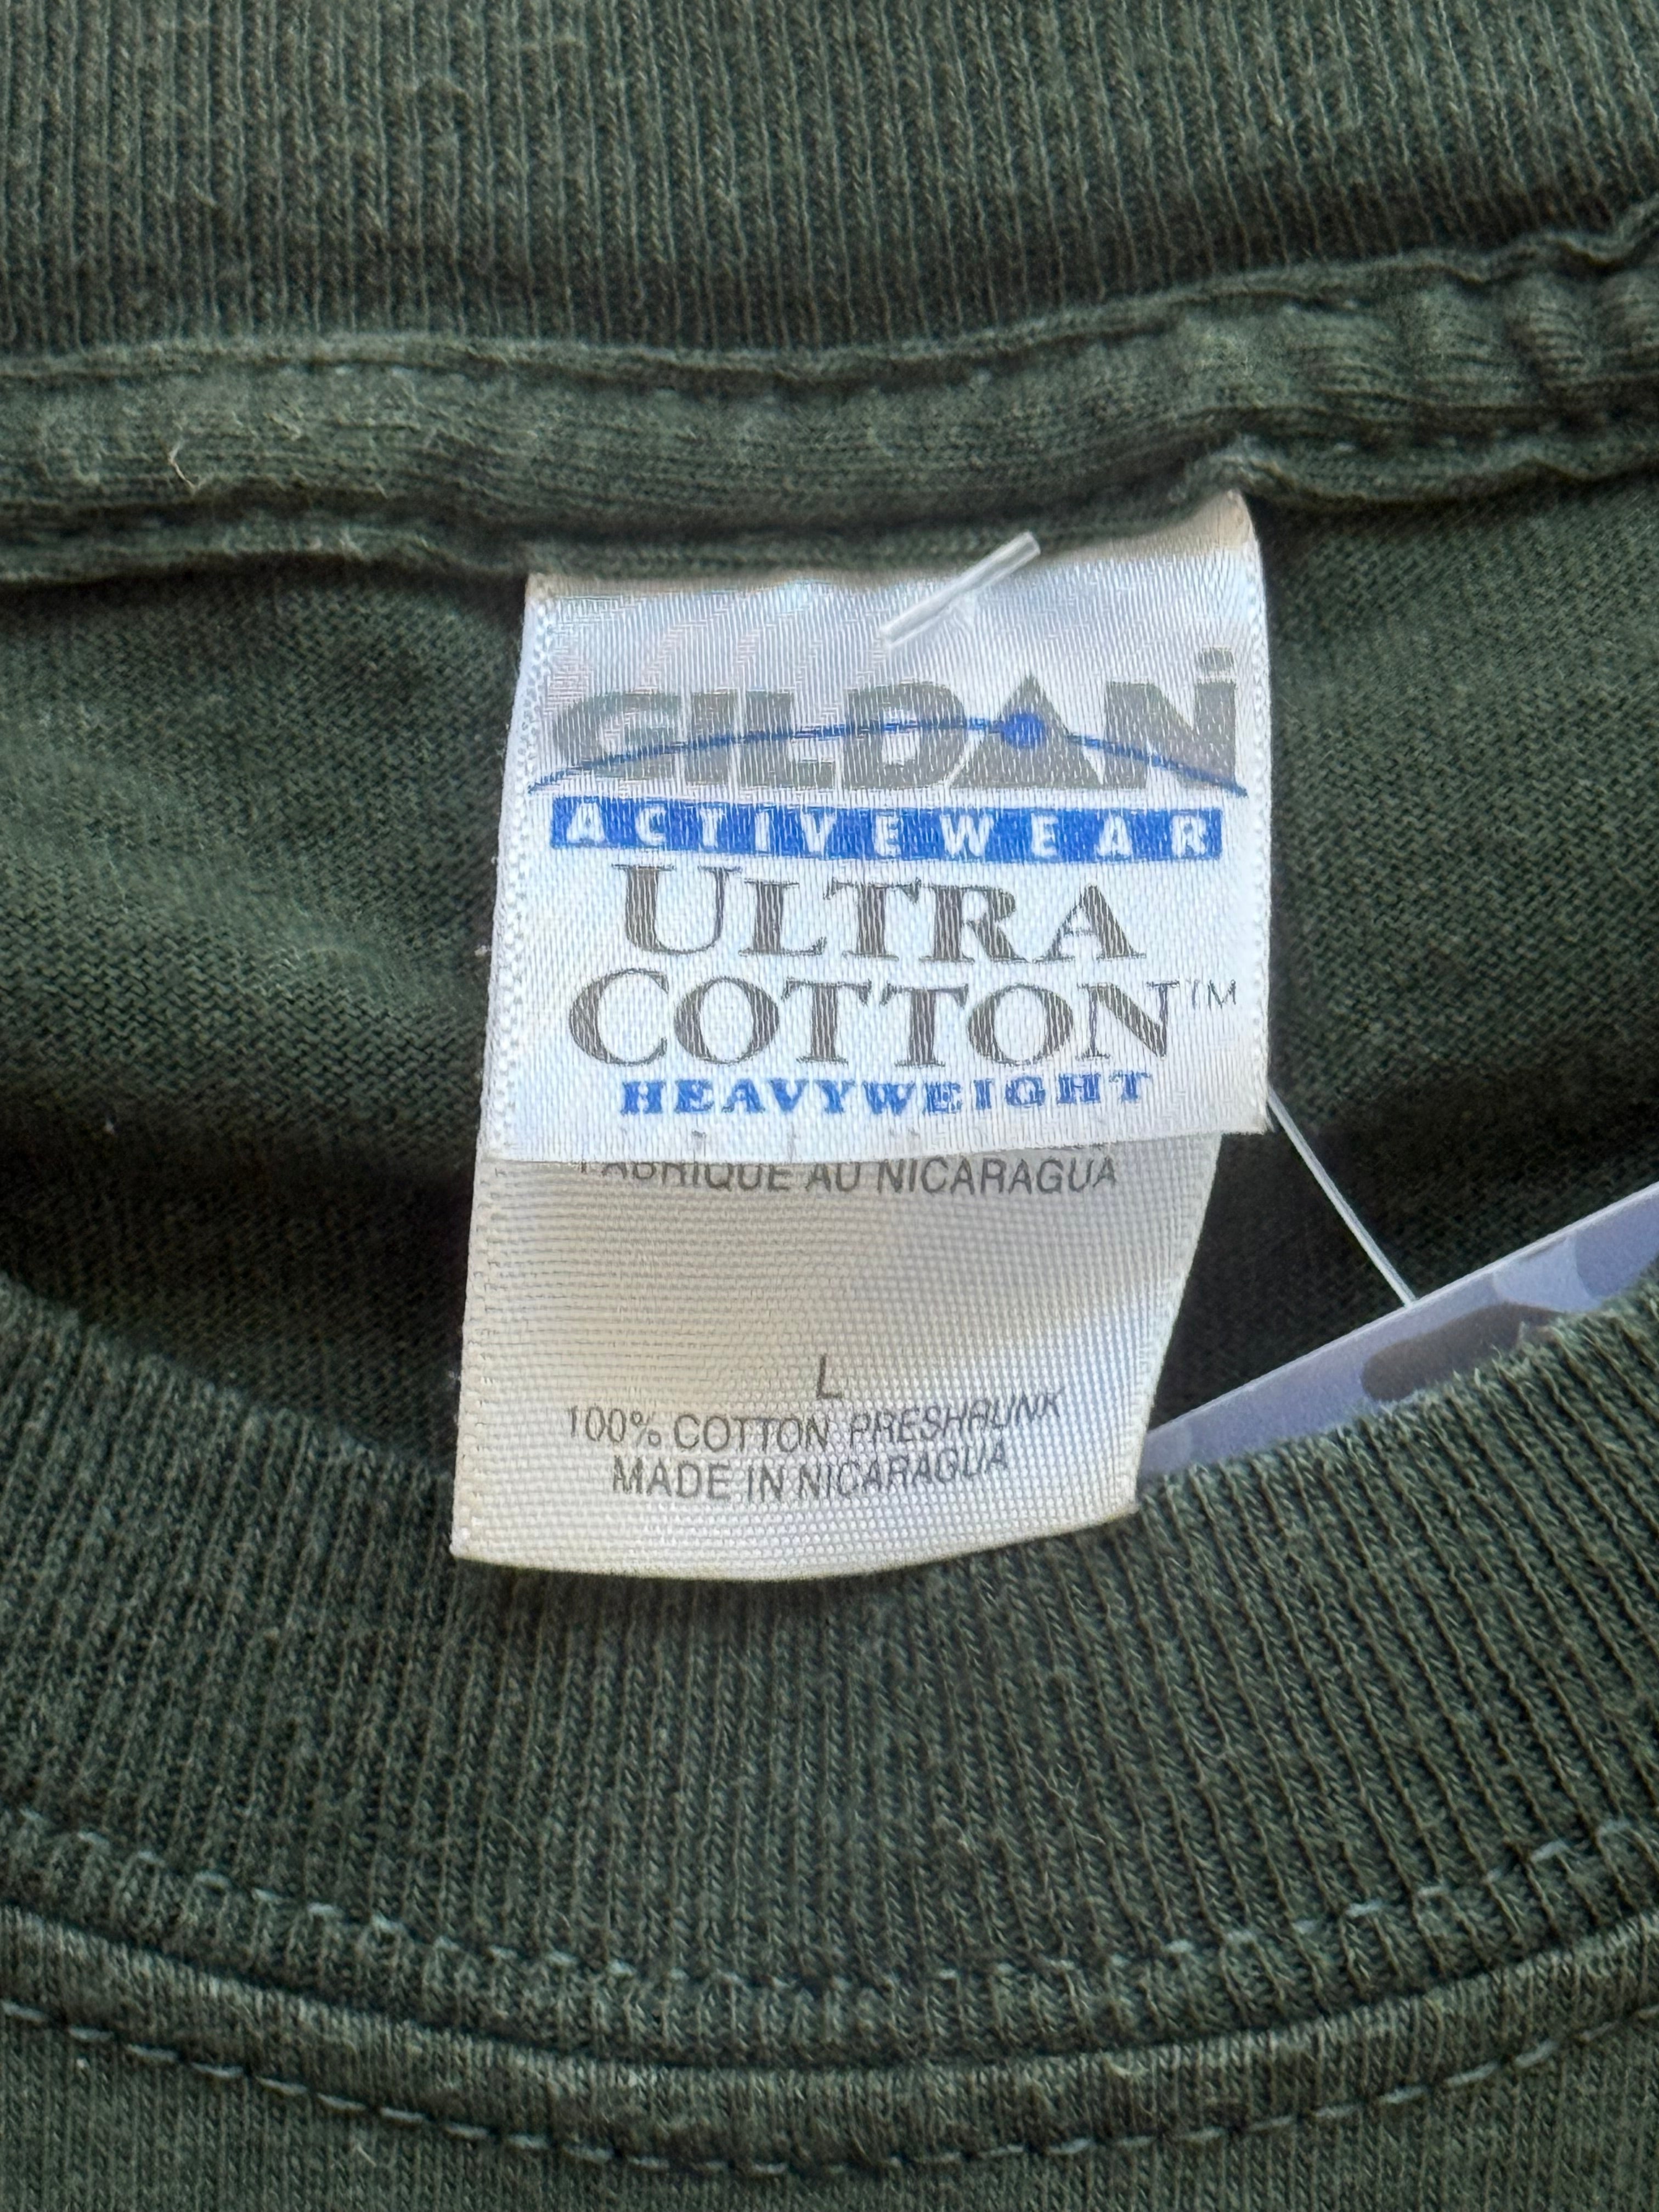 GILDAN
ACTIVEWEAR
ULTRA
COTTON™
HEAVYWEIGHT
FABRIQUE AU NICARAGUA
L
100% COTTON PRESHRUNK
MADE IN NICARAGUA